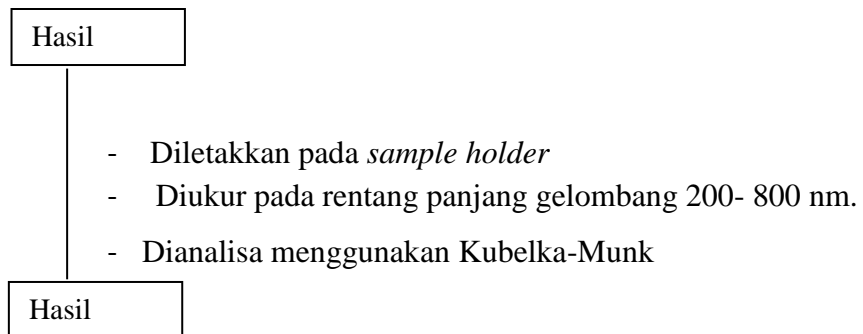 Hasil
- Diletakkan pada sample holder
- Diukur pada rentang panjang gelombang 200- 800 nm.
- Dianalisa menggunakan Kubelka-Munk
Hasil